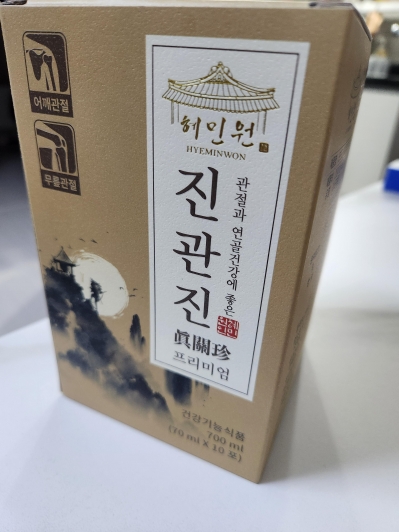 어깨관절
무릎관절
혜민원
HYEMINWON
관절과 연골건강에 좋은
진관진
眞關珍
프리미엄
건강기능식품
700 ml
(70 ml X 10 포)